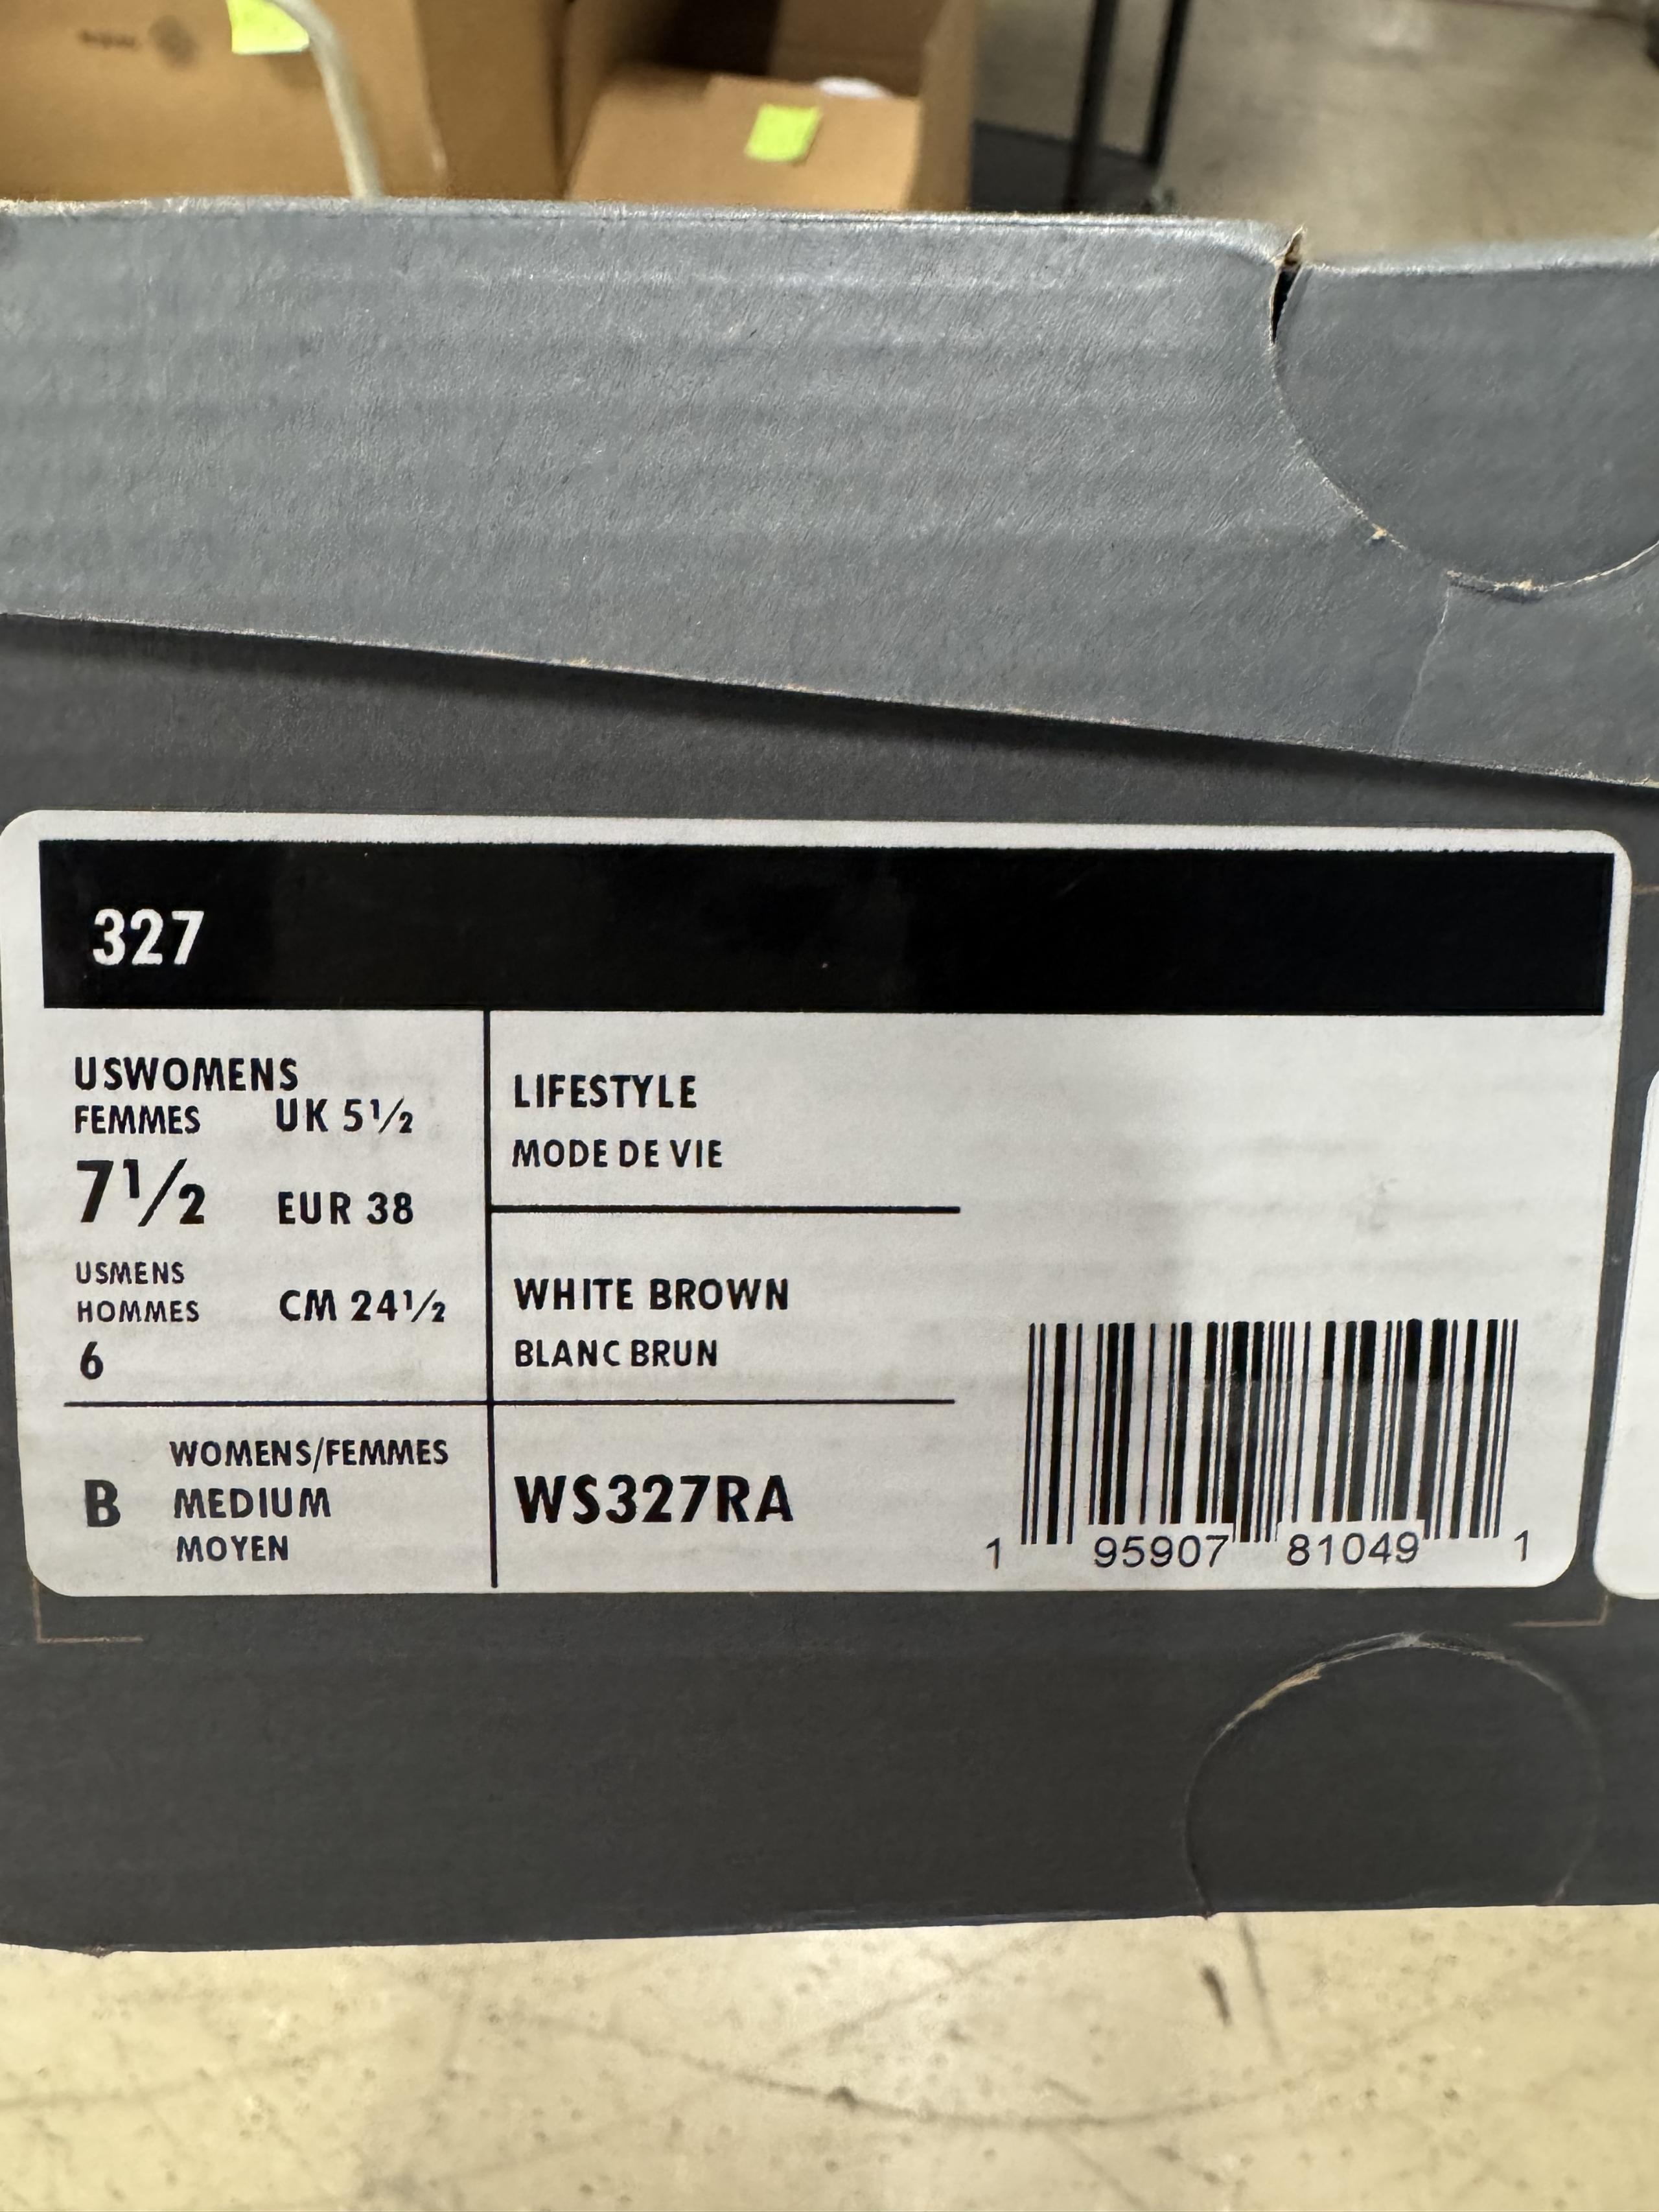 327
USWOMENS
FEMMES UK 5½
7½ EUR 38
USMENS
HOMMES CM 24½
6
B WOMENS/FEMMES
MEDIUM
MOYEN
LIFESTYLE
MODE DE VIE
WHITE BROWN
BLANC BRUN
WS327RA
1 95907 81049 1